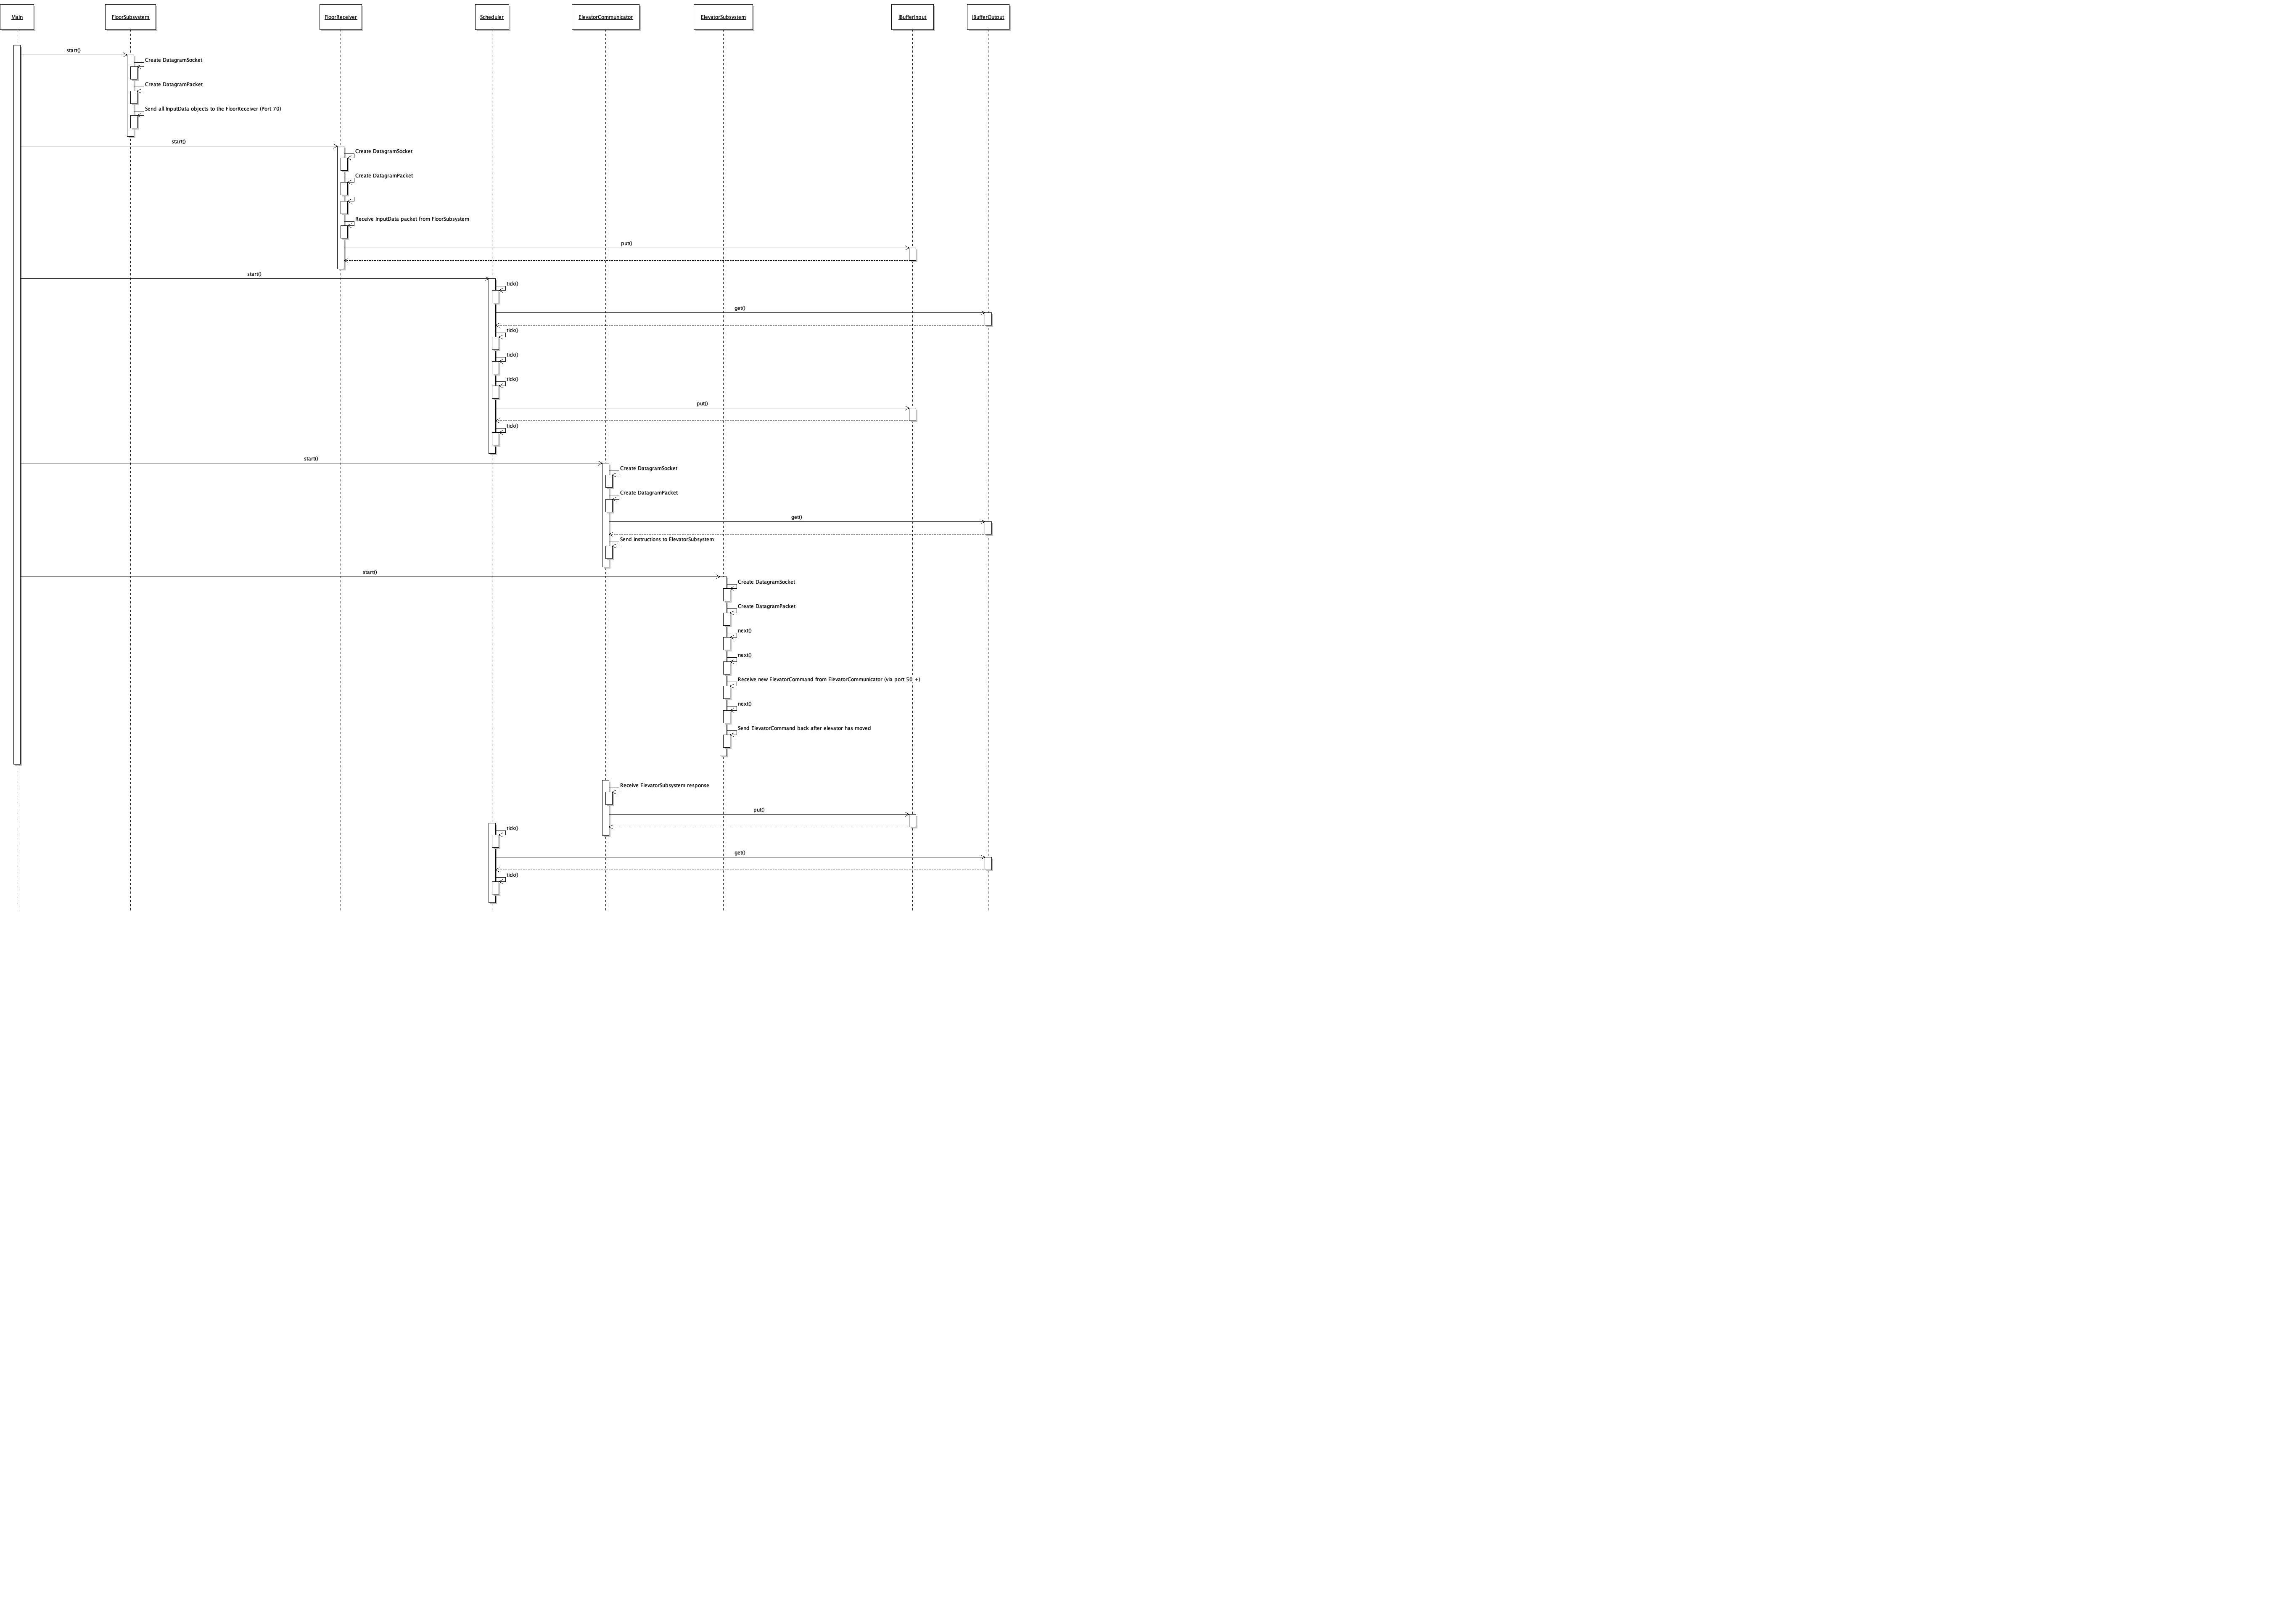 Main
FloorSubsystem
FloorReceiver
Scheduler
ElevatorCommunicator
ElevatorSubsystem
IBufferInput
IBufferOutput
start()
Create DatagramSocket
Create DatagramPacket
Send all InputData objects to the FloorReceiver (Port 70)
start()
Create DatagramSocket
Create DatagramPacket
Receive InputData packet from FloorSubsystem
put()
start()
tick()
get()
tick()
tick()
tick()
put()
tick()
start()
Create DatagramSocket
Create DatagramPacket
get()
Send instructions to ElevatorSubsystem
start()
Create DatagramSocket
Create DatagramPacket
next()
next()
Receive new ElevatorCommand from ElevatorCommunicator (via port 50 +)
next()
Send ElevatorCommand back after elevator has moved
Receive ElevatorSubsystem response
put()
tick()
get()
tick()